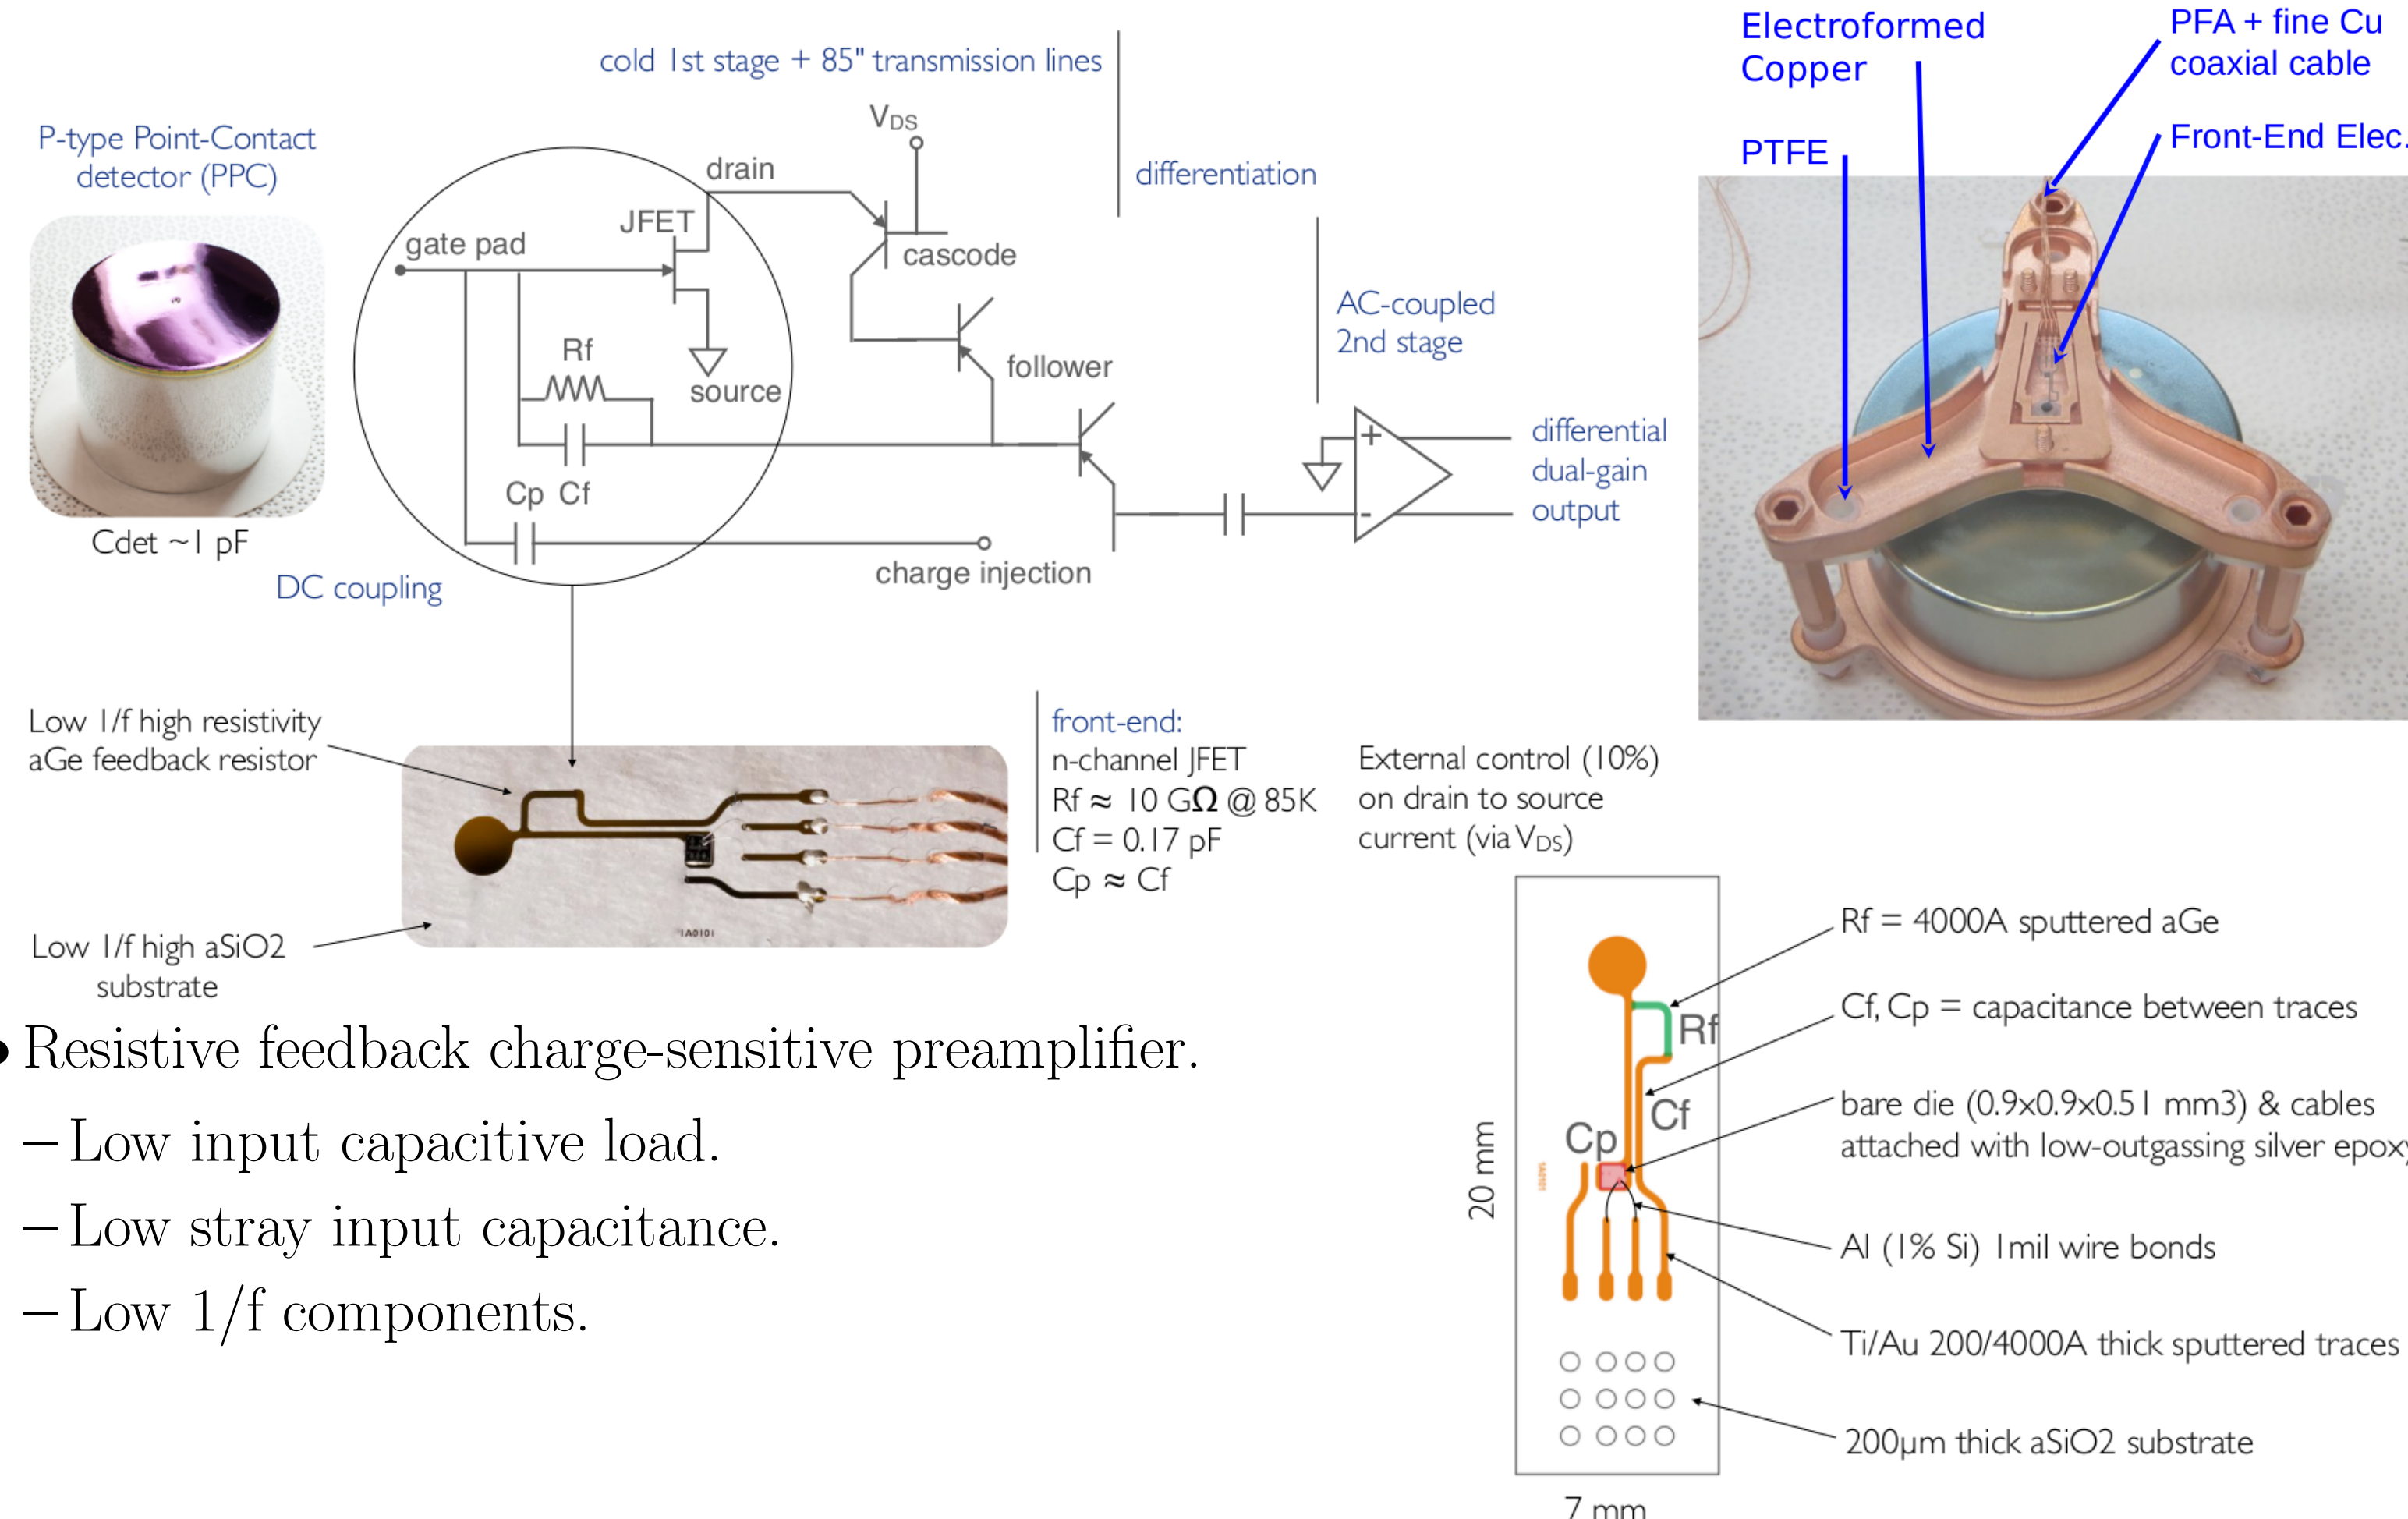 cold 1st stage + 85" transmission lines
P-type Point-Contact
detector (PPC)
Cdet ~1 pF
DC coupling
gate pad
JFET
drain
VDS
cascode
source
Rf
Cp Cf
follower
charge injection
differentiation
AC-coupled
2nd stage
+
-
differential
dual-gain
output
Electroformed
Copper
PTFE
PFA + fine Cu
coaxial cable
Front-End Elec.
Low 1/f high resistivity
aGe feedback resistor
Low 1/f high aSiO2
substrate
1A0101
front-end:
n-channel JFET
Rf ≈ 10 GΩ @ 85K
Cf = 0.17 pF
Cp ≈ Cf
External control (10%)
on drain to source
current (via VDS)
• Resistive feedback charge-sensitive preamplifier.
– Low input capacitive load.
– Low stray input capacitance.
– Low 1/f components.
20 mm
7 mm
1A0101
Rf
Cf
Cp
Rf = 4000A sputtered aGe
Cf, Cp = capacitance between traces
bare die (0.9x0.9x0.51 mm3) & cables
attached with low-outgassing silver epoxy
Al (1% Si) 1mil wire bonds
Ti/Au 200/4000A thick sputtered traces
200µm thick aSiO2 substrate